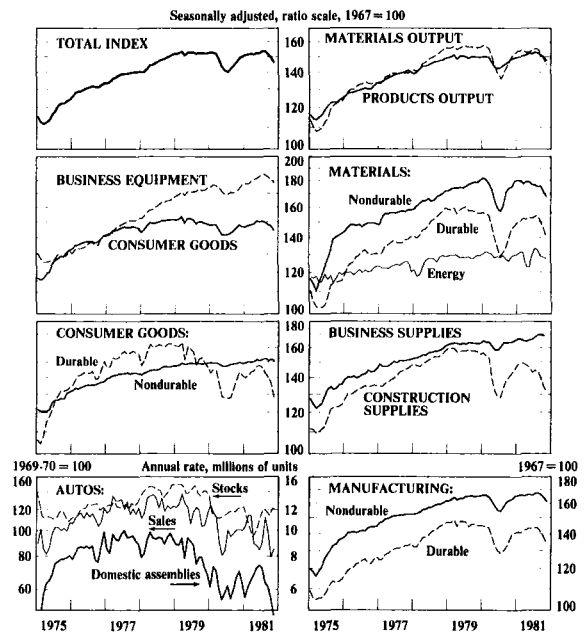 Seasonally adjusted, ratio scale, 1967 = 100
TOTAL INDEX
MATERIALS OUTPUT
PRODUCTS OUTPUT
160
140
120
100
BUSINESS EQUIPMENT
CONSUMER GOODS
MATERIALS:
Nondurable
Durable
Energy
200
180
160
140
120
100
CONSUMER GOODS:
Durable
Nondurable
BUSINESS SUPPLIES
CONSTRUCTION
SUPPLIES
180
160
140
120
100
1969-70 = 100
Annual rate, millions of units
1967 = 100
160
120
100
80
60
AUTOS:
Stocks
Sales
Domestic assemblies
16
12
10
8
6
MANUFACTURING:
Nondurable
Durable
180
160
140
120
100
1975 1977 1979 1981
1975 1977 1979 1981